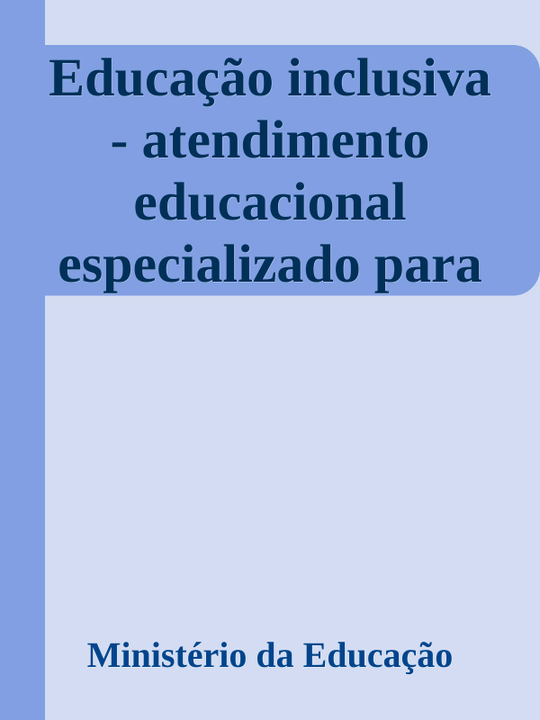 Educação inclusiva
- atendimento
educacional
especializado para
Ministério da Educação